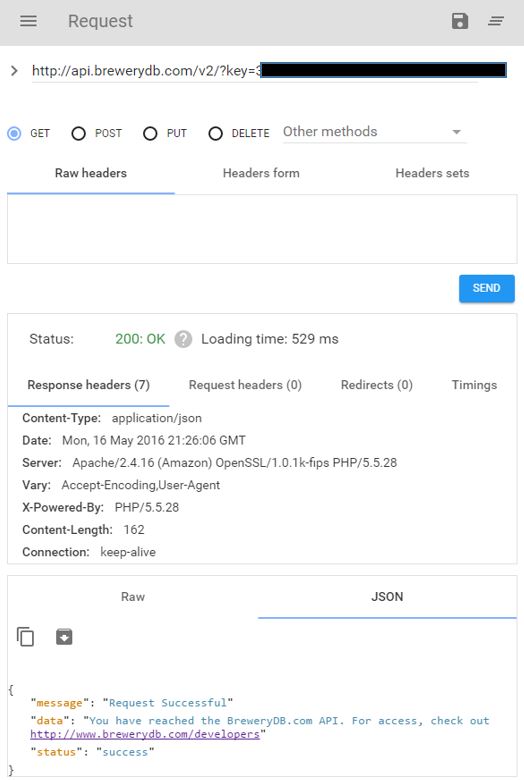 Request
http://api.brewerydb.com/v2/?key=3
GET POST PUT DELETE Other methods
Raw headers Headers form Headers sets
SEND
Status: 200: OK ? Loading time: 529 ms
Response headers (7) Request headers (0) Redirects (0) Timings
Content-Type: application/json
Date: Mon, 16 May 2016 21:26:06 GMT
Server: Apache/2.4.16 (Amazon) OpenSSL/1.0.1k-fips PHP/5.5.28
Vary: Accept-Encoding,User-Agent
X-Powered-By: PHP/5.5.28
Content-Length: 162
Connection: keep-alive
Raw JSON
{
"message": "Request Successful"
"data": "You have reached the BreweryDB.com API. For access, check out
http://www.brewerydb.com/developers"
"status": "success"
}